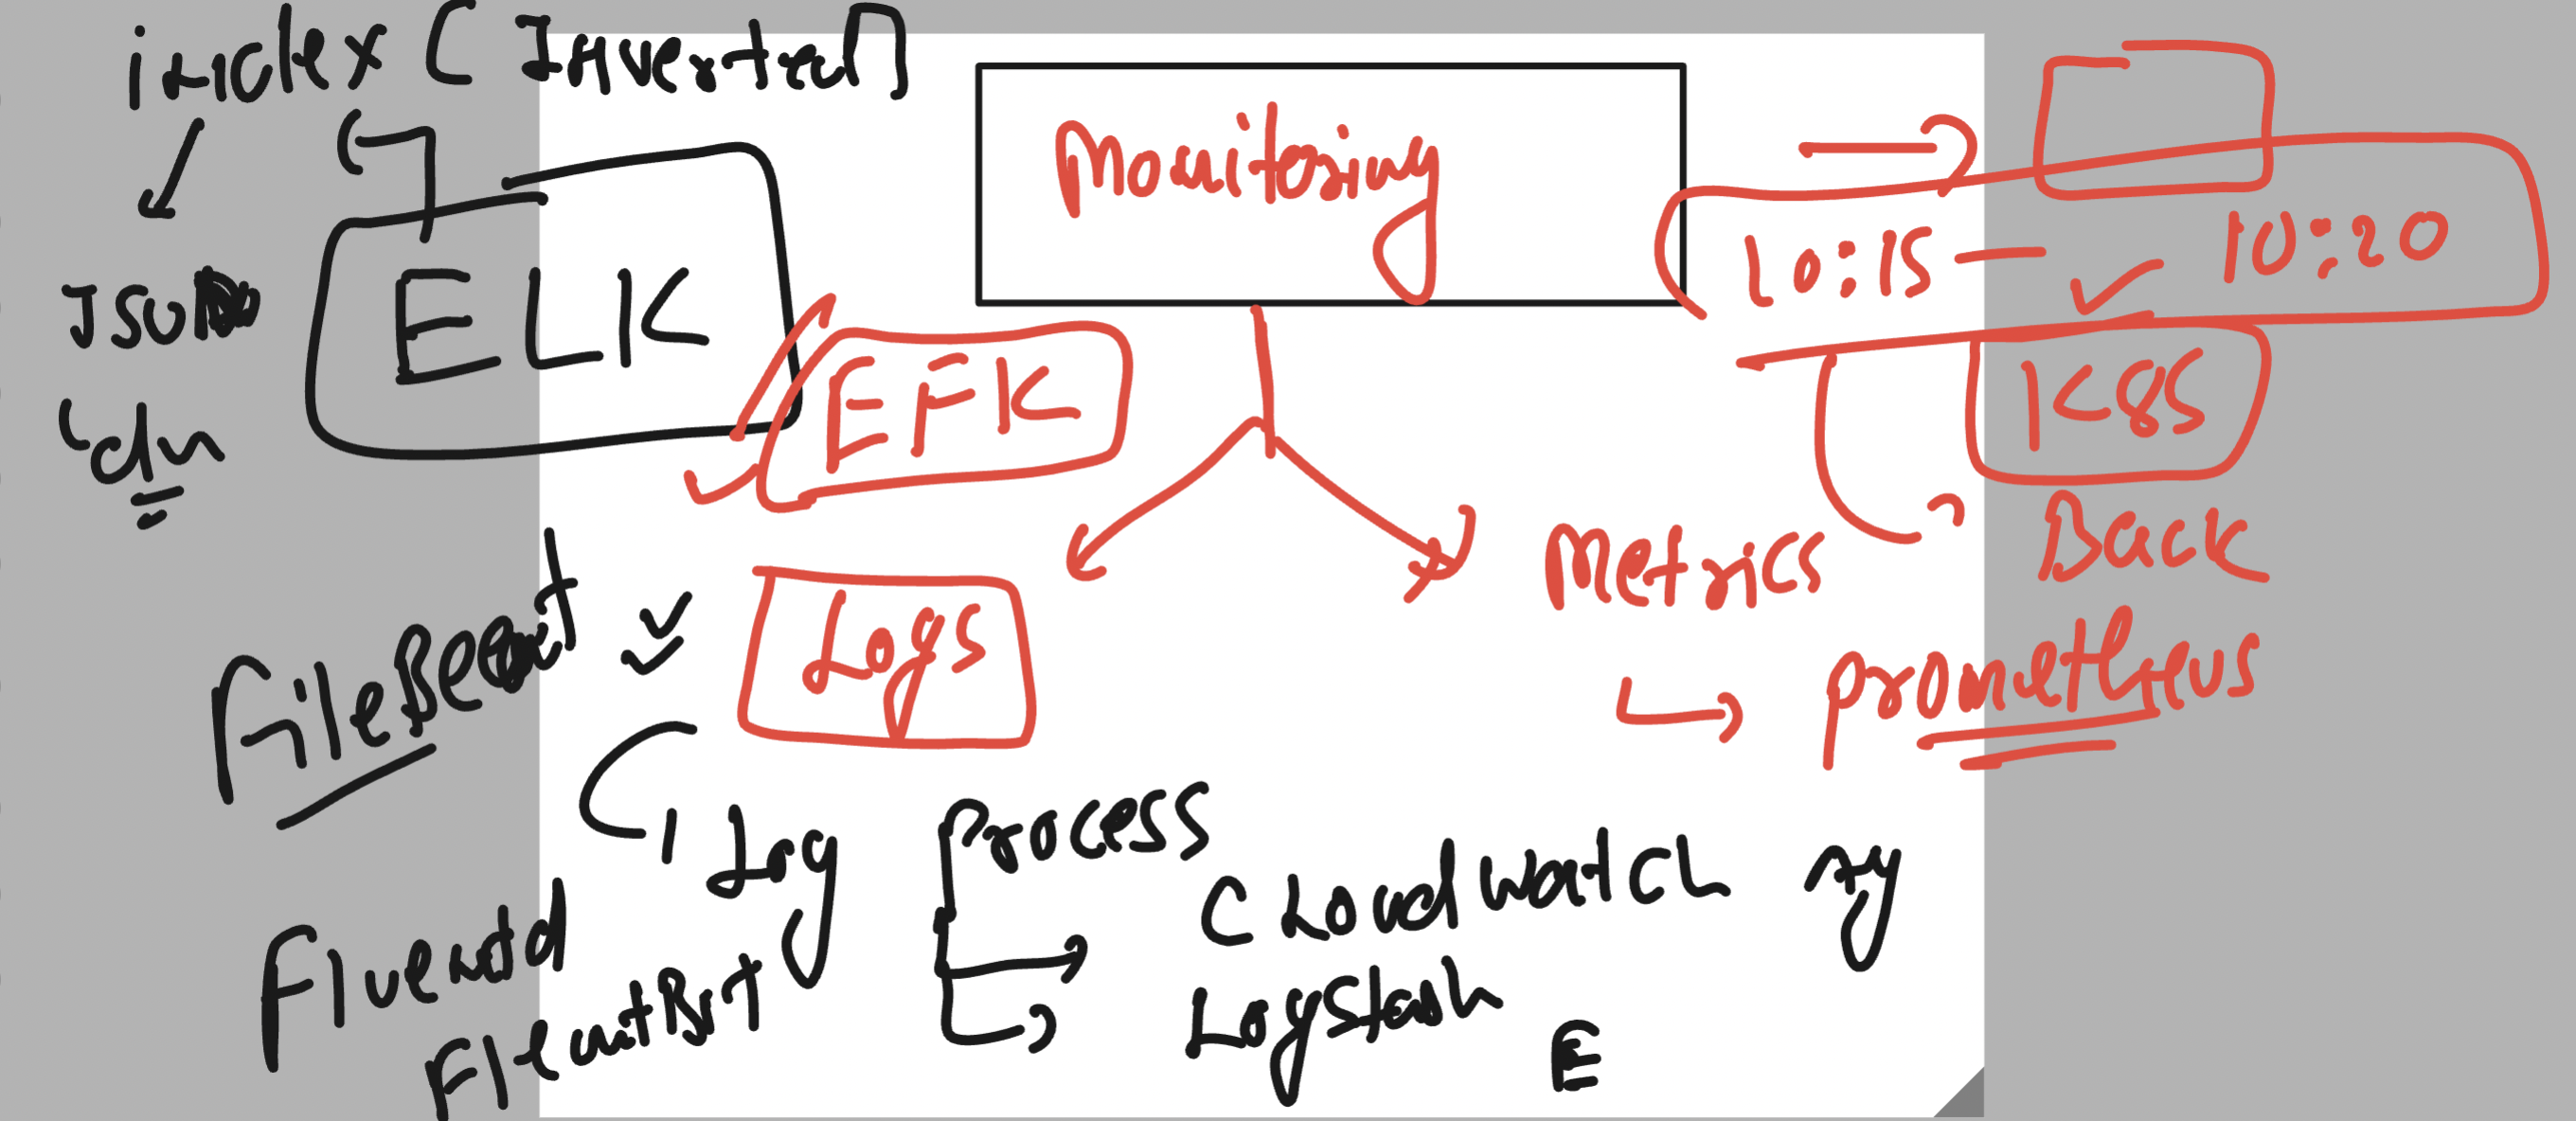 index [Inverted]
Monitoring
10:15 — 10:20
JSON
ELK
EFK
K8S
Back
Metrics
Logs
FileBeat
prometheus
Log Process
CLoudwatch
Fluentd
FluentBit
LogStash
E